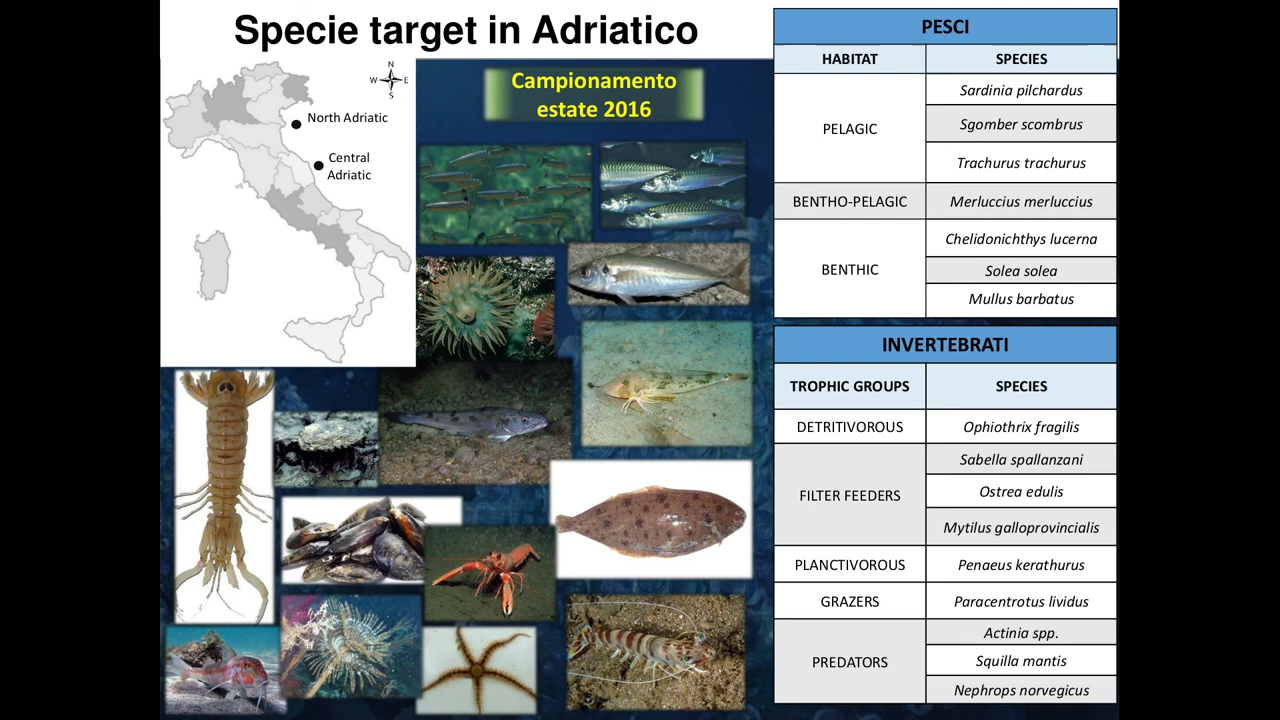 Specie target in Adriatico
N
W E
S
North Adriatic
Central
Adriatic
Campionamento
estate 2016
PESCI
HABITAT SPECIES
PELAGIC
Sardinia pilchardus
Sgomber scombrus
Trachurus trachurus
BENTHO-PELAGIC Merluccius merluccius
BENTHIC
Chelidonichthys lucerna
Solea solea
Mullus barbatus
INVERTEBRATI
TROPHIC GROUPS SPECIES
DETRITIVOROUS Ophiothrix fragilis
FILTER FEEDERS
Sabella spallanzani
Ostrea edulis
Mytilus galloprovincialis
PLANCTIVOROUS Penaeus kerathurus
GRAZERS Paracentrotus lividus
PREDATORS
Actinia spp.
Squilla mantis
Nephrops norvegicus